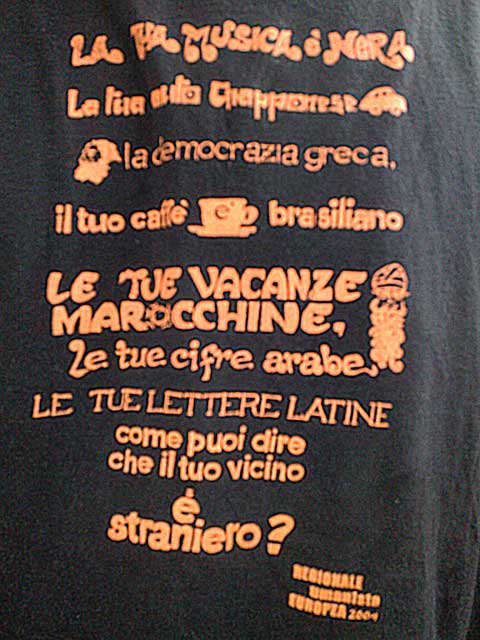 LA TUA MUSICA è NERA
La tua auto Giapponese
la democrazia greca,
il tuo caffè è brasiliano
LE TUE VACANZE
MAROCCHINE,
Le tue cifre arabe
LE TUE LETTERE LATINE
come puoi dire
che il tuo vicino
è
straniero?
REGIONALE
umanista
EUROPEA 2004